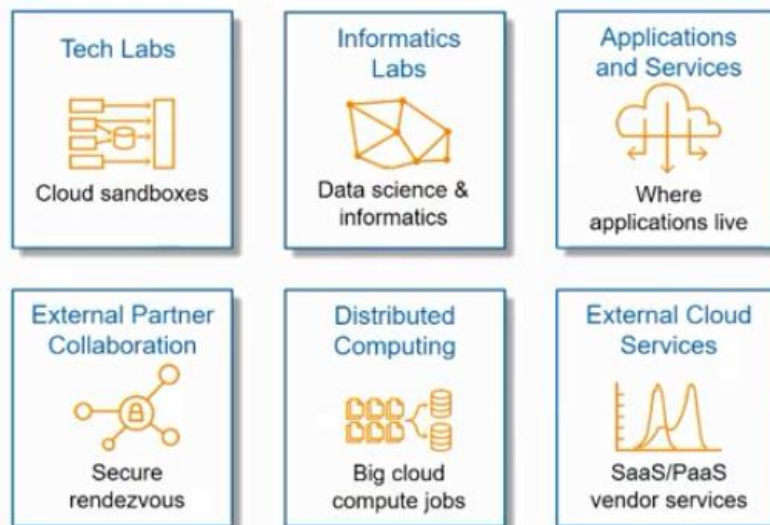 Tech Labs
Cloud sandboxes
Informatics
Labs
Data science &
informatics
Applications
and Services
Where
applications live
External Partner
Collaboration
Secure
rendezvous
Distributed
Computing
Big cloud
compute jobs
External Cloud
Services
SaaS/PaaS
vendor services